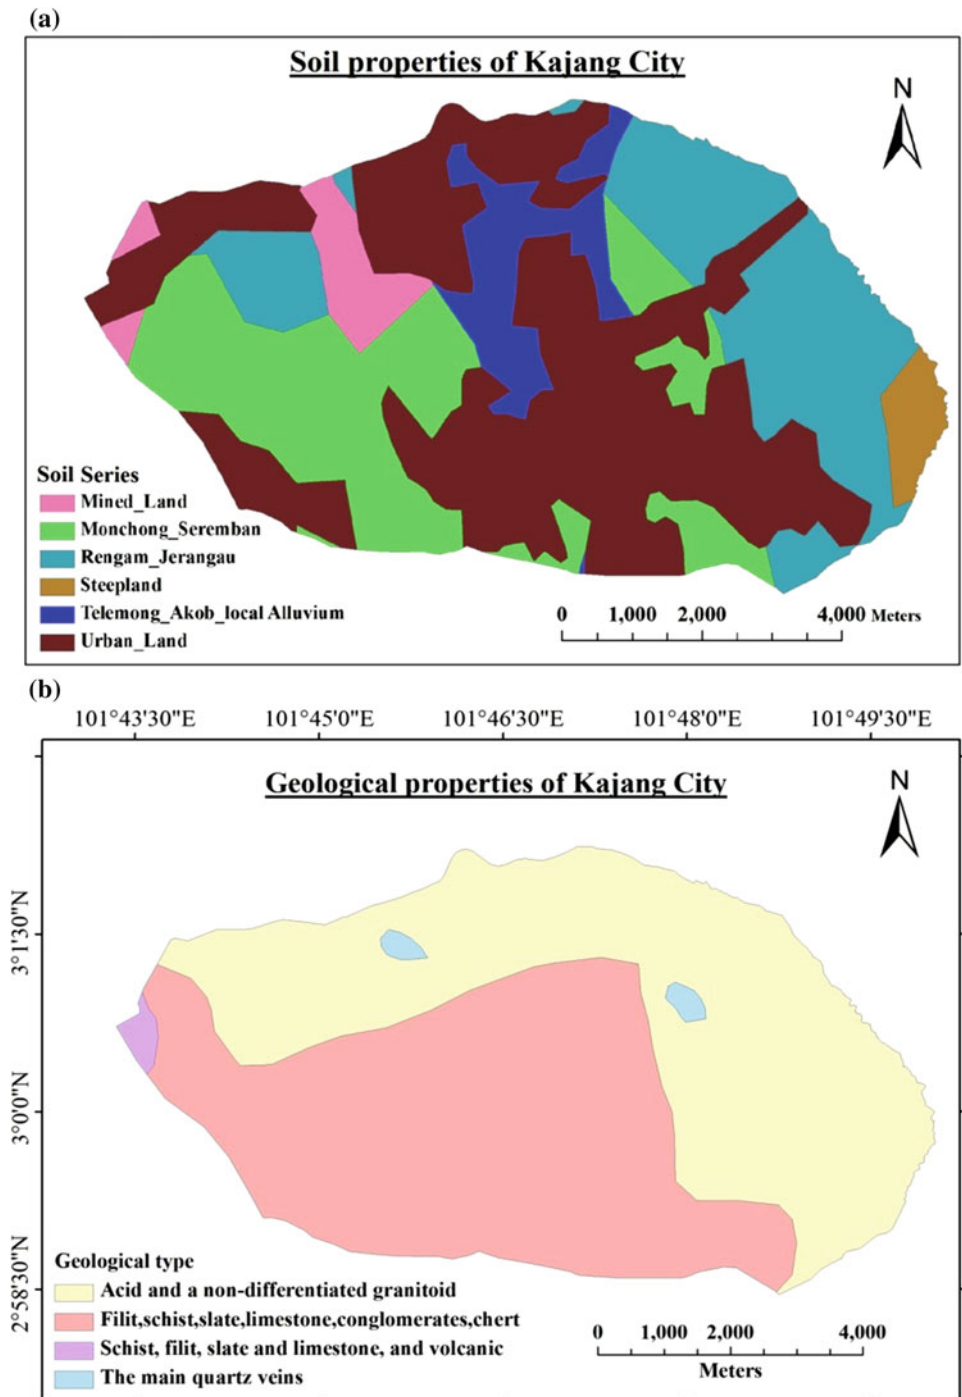 (a)
Soil properties of Kajang City
N
Soil Series
Mined_Land
Monchong_Seremban
Rengam_Jerangau
Steepland
Telemong_Akob_local Alluvium
Urban_Land
0 1,000 2,000 4,000 Meters
(b)
101°43'30"E 101°45'0"E 101°46'30"E 101°48'0"E 101°49'30"E
Geological properties of Kajang City
N
3°1'30"N
3°0'0"N
2°58'30"N
Geological type
Acid and a non-differentiated granitoid
Filit,schist,slate,limestone,conglomerates,chert
Schist, filit, slate and limestone, and volcanic
The main quartz veins
0 1,000 2,000 4,000
Meters